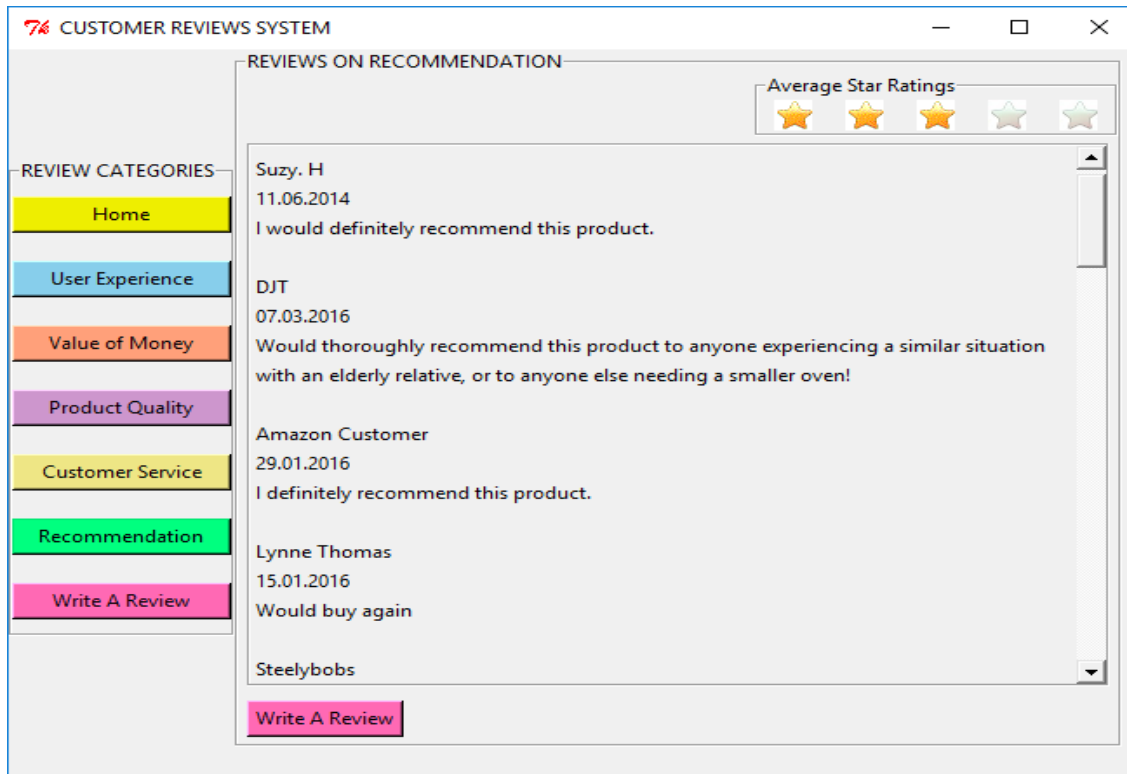 CUSTOMER REVIEWS SYSTEM
REVIEWS ON RECOMMENDATION
Average Star Ratings
REVIEW CATEGORIES
Home
User Experience
Value of Money
Product Quality
Customer Service
Recommendation
Write A Review
Suzy. H
11.06.2014
I would definitely recommend this product.
DJT
07.03.2016
Would thoroughly recommend this product to anyone experiencing a similar situation
with an elderly relative, or to anyone else needing a smaller oven!
Amazon Customer
29.01.2016
I definitely recommend this product.
Lynne Thomas
15.01.2016
Would buy again
Steelybobs
Write A Review